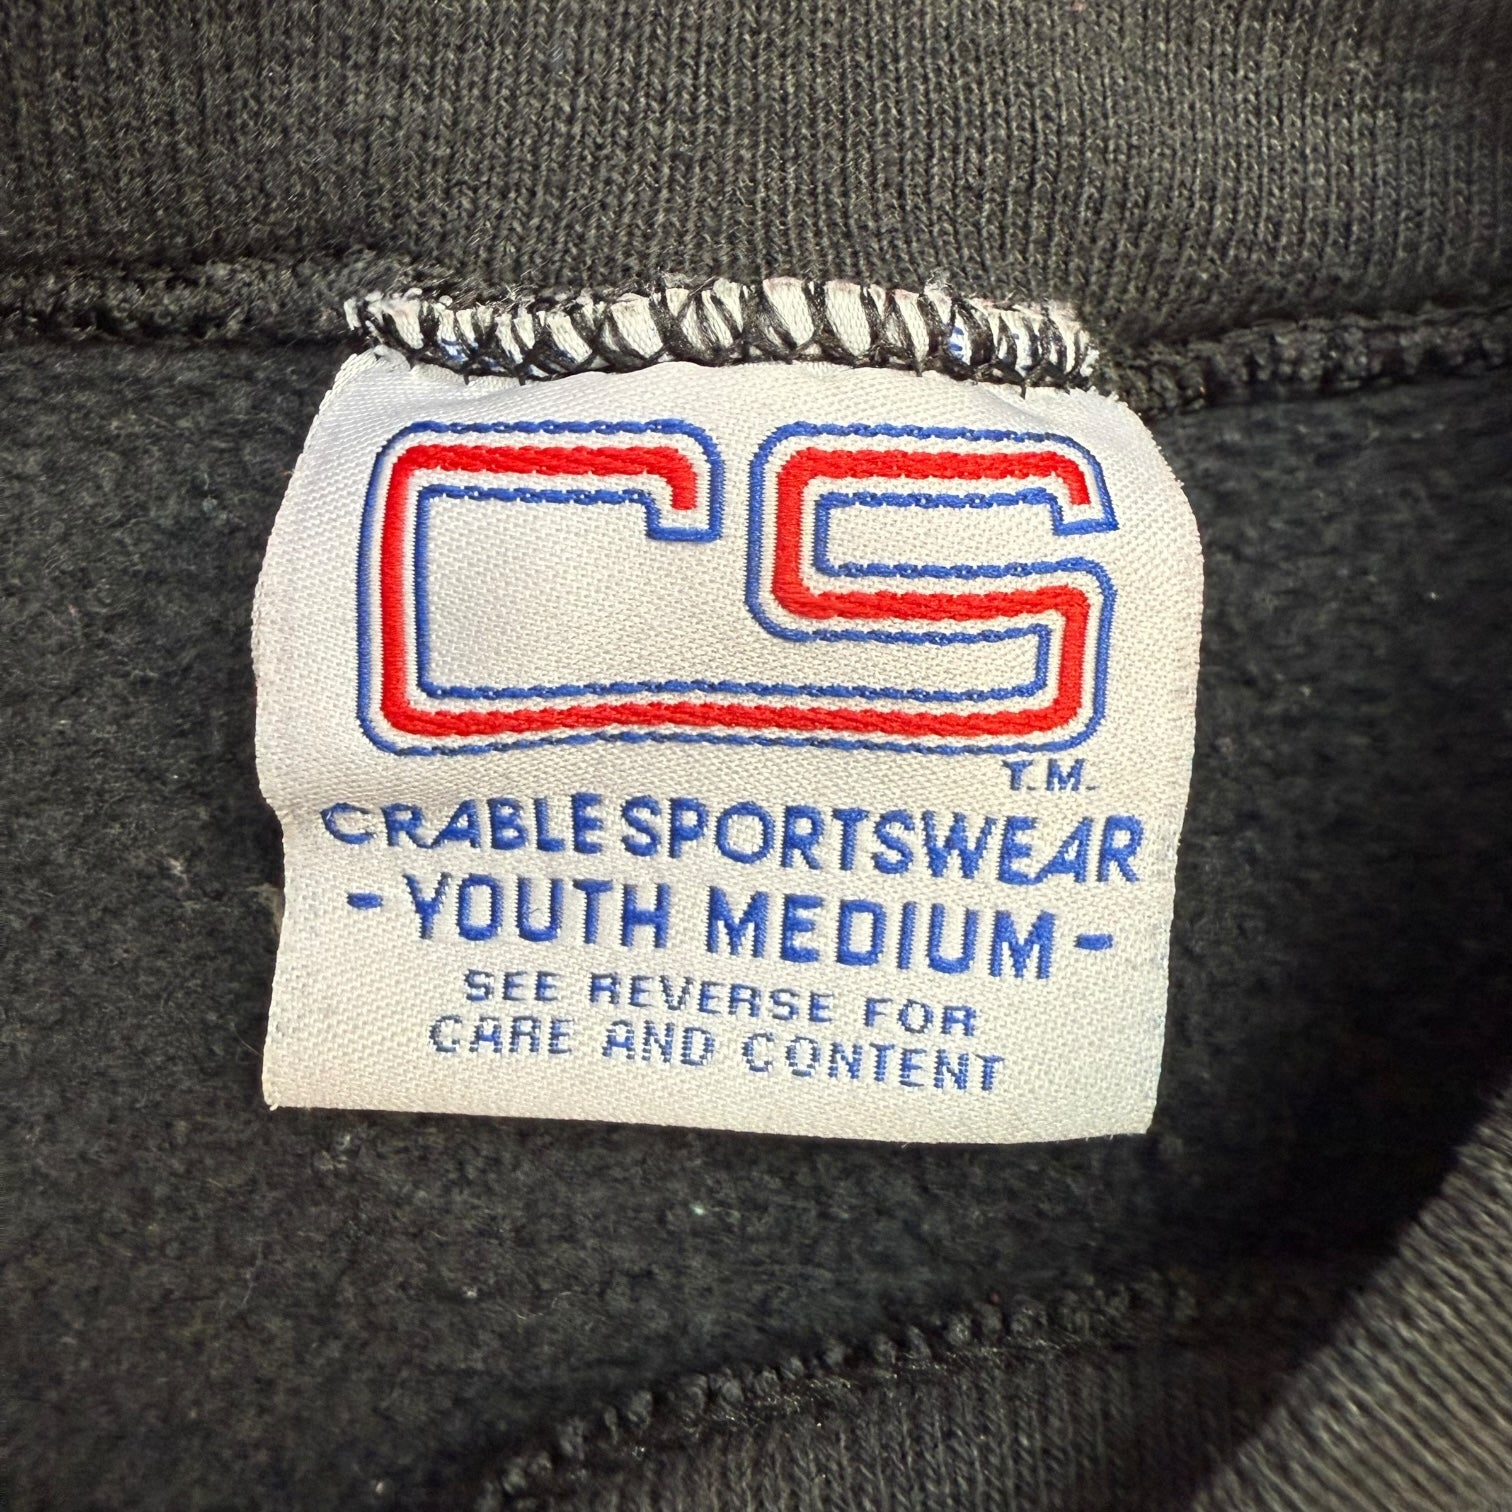 CS
T.M.
CRABLE SPORTSWEAR
- YOUTH MEDIUM -
SEE REVERSE FOR
CARE AND CONTENT